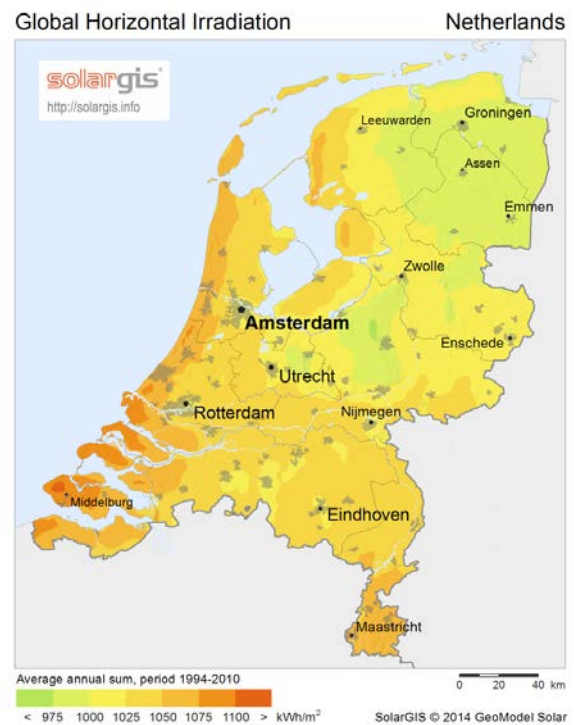 Global Horizontal Irradiation Netherlands
solargis
http://solargis.info
Leeuwarden
Groningen
Assen
Emmen
Zwolle
Amsterdam
Enschede
Utrecht
Rotterdam
Nijmegen
Middelburg
Eindhoven
Maastricht
Average annual sum, period 1994-2010
0 20 40 km
< 975 1000 1025 1050 1075 1100 > kWh/m²
SolarGIS © 2014 GeoModel Solar